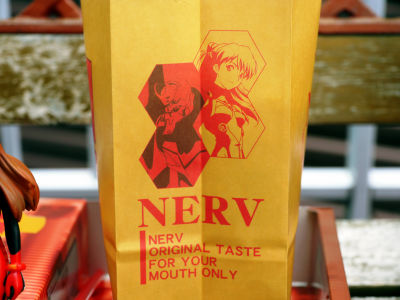 NERV
NERV
ORIGINAL TASTE
FOR YOUR
MOUTH ONLY